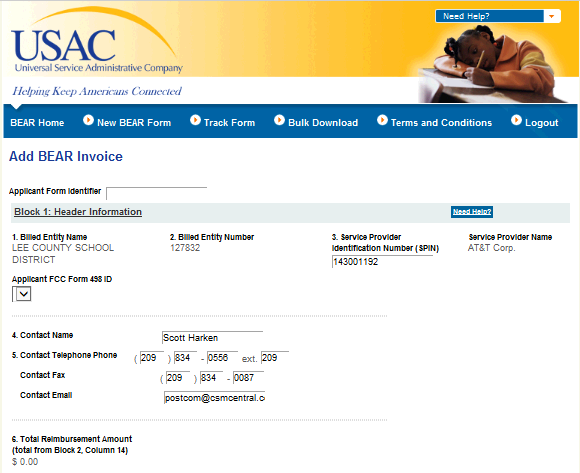 Need Help?
USAC
Universal Service Administrative Company
Helping Keep Americans Connected
BEAR Home New BEAR Form Track Form Bulk Download Terms and Conditions Logout
Add BEAR Invoice
Applicant Form Identifier
Block 1: Header Information Need Help?
1. Billed Entity Name 2. Billed Entity Number 3. Service Provider Service Provider Name
LEE COUNTY SCHOOL 127832 Identification Number (SPIN) AT&T Corp.
DISTRICT 143001192
Applicant FCC Form 498 ID
4. Contact Name Scott Harken
5. Contact Telephone Phone ( 209 ) 834 - 0556 ext. 209
Contact Fax ( 209 ) 834 - 0087
Contact Email postcom@csmcentral.c
6. Total Reimbursement Amount
(total from Block 2, Column 14)
$ 0.00